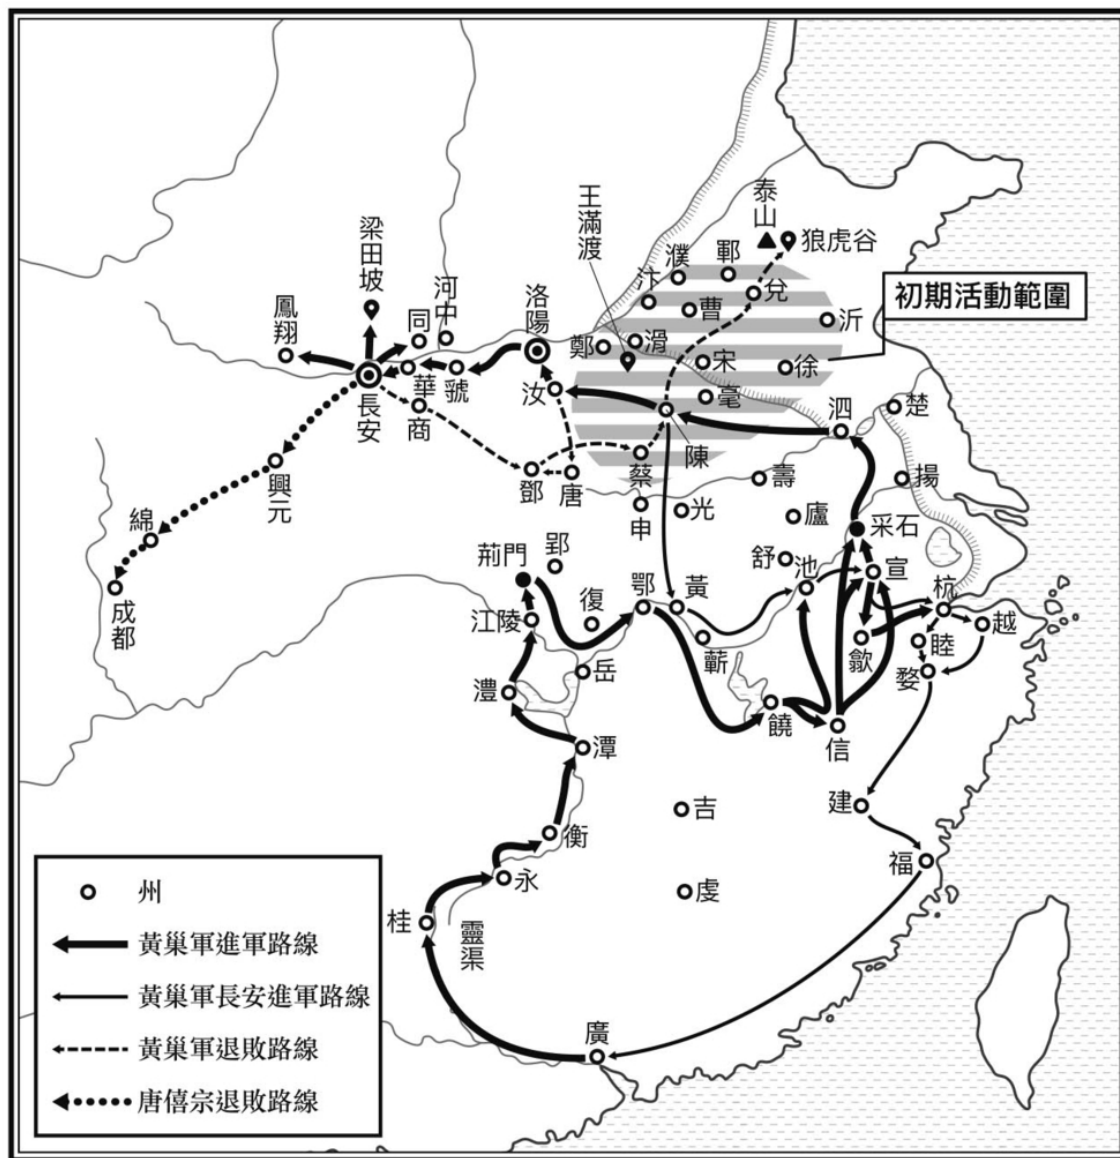 泰山
狼虎谷
王滿渡
濮
鄆
梁田坡
汴
兌
初期活動範圍
曹
沂
鳳翔
同
河中
洛陽
鄭
滑
宋
徐
長安
華
虢
汝
亳
商
陳
泗
楚
興元
鄧
唐
蔡
壽
揚
綿
申
光
廬
采石
成都
荊門
郢
舒
池
宣
江陵
復
鄂
黃
杭
越
蘄
歙
睦
岳
婺
澧
饒
信
潭
吉
建
衡
福
永
虔
桂
靈渠
廣
州
黃巢軍進軍路線
黃巢軍長安進軍路線
黃巢軍退敗路線
唐僖宗退敗路線